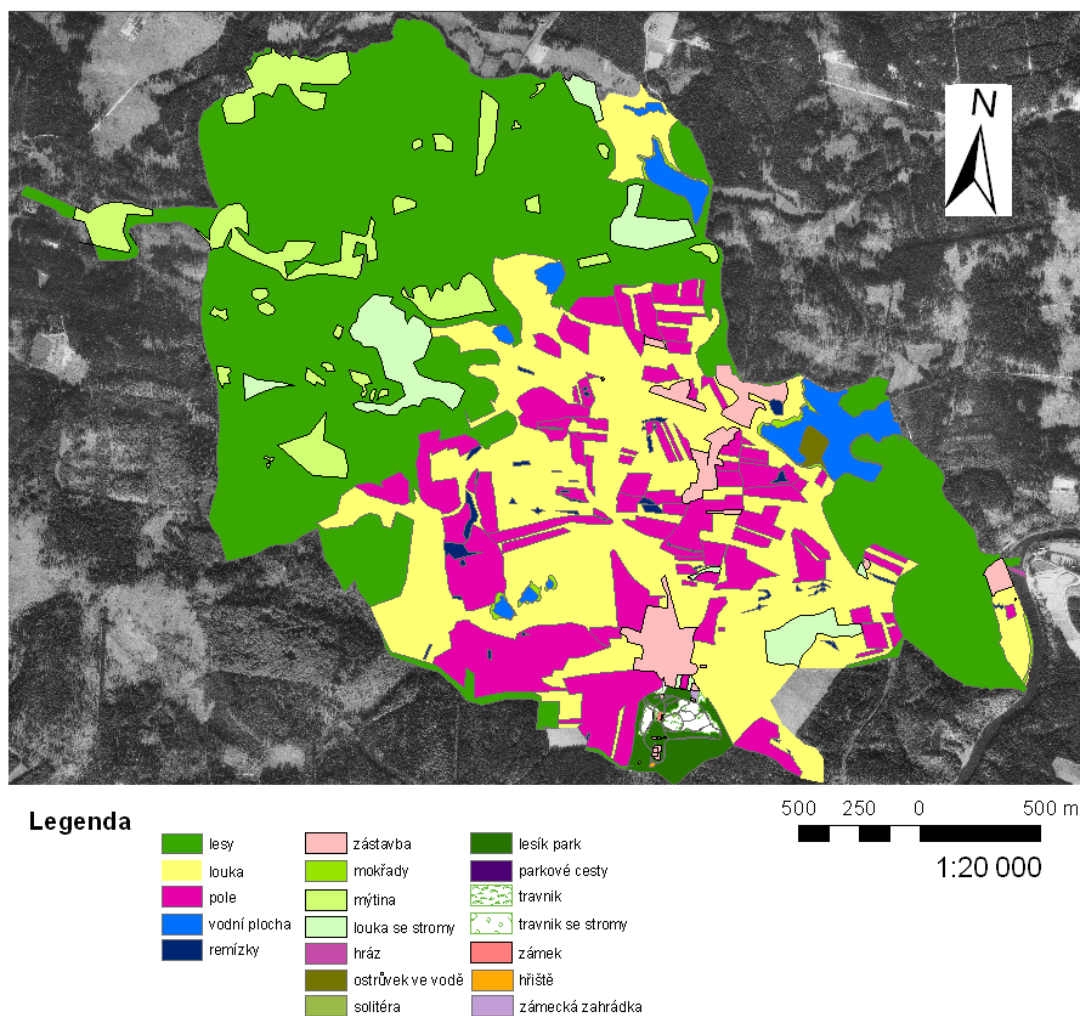 N
500 250 0 500 m
1:20 000
Legenda
lesy
louka
pole
vodní plocha
remízky
zástavba
mokřady
mýtina
louka se stromy
hráz
ostrůvek ve vodě
solitéra
lesík park
parkové cesty
travnik
travnik se stromy
zámek
hřiště
zámecká zahrádka